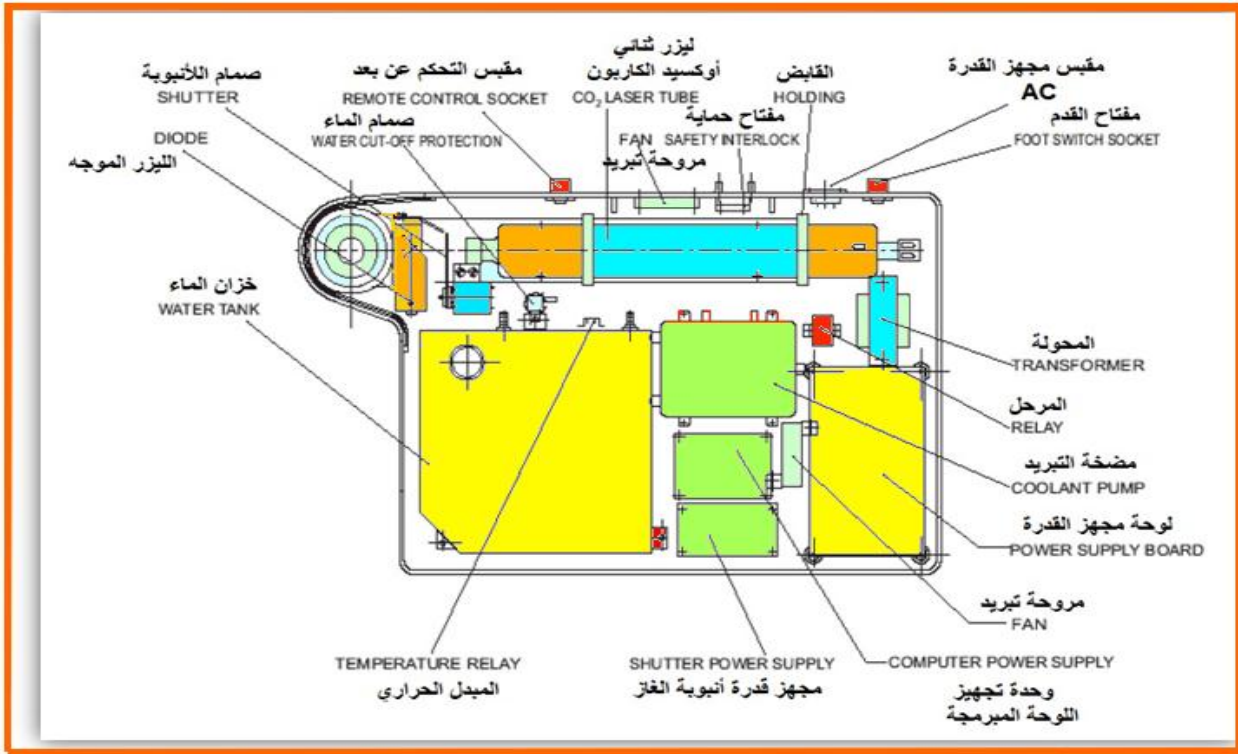 صمام اللأنبوبة
SHUTTER
DIODE
الليزر الموجه
مقبس التحكم عن بعد
REMOTE CONTROL SOCKET
صمام الماء
WATER CUT-OFF PROTECTION
ليزر ثنائي
أوكسيد الكاربون
CO₂ LASER TUBE
FAN
مروحة تبريد
مفتاح حماية
SAFETY INTERLOCK
القابض
HOLDING
مقبس مجهز القدرة
AC
مفتاح القدم
FOOT SWITCH SOCKET
خزان الماء
WATER TANK
المحولة
TRANSFORMER
المرحل
RELAY
مضخة التبريد
COOLANT PUMP
لوحة مجهز القدرة
POWER SUPPLY BOARD
مروحة تبريد
FAN
TEMPERATURE RELAY
المبدل الحراري
SHUTTER POWER SUPPLY
مجهز قدرة أنبوبة الغاز
COMPUTER POWER SUPPLY
وحدة تجهيز
اللوحة المبرمجة